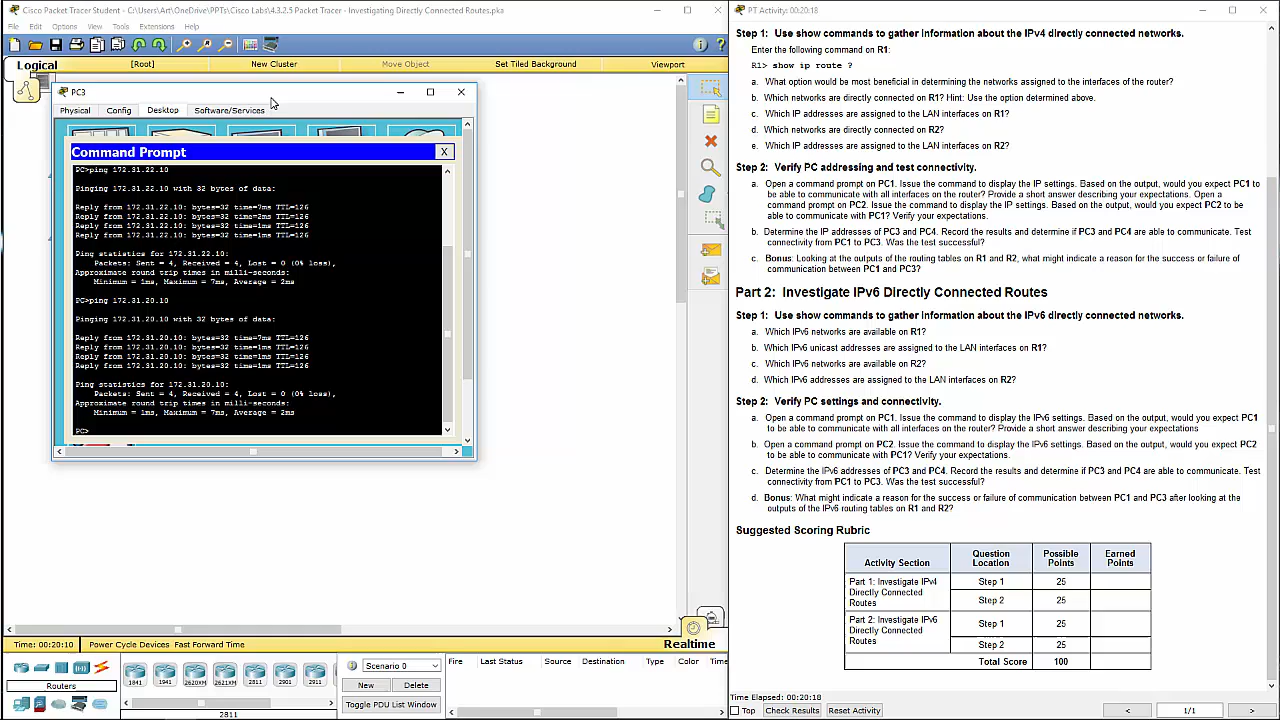 Cisco Packet Tracer Student - C:\Users\Art\OneDrive\PPTs\Cisco Labs\4.3.2.5 Packet Tracer - Investigating Directly Connected Routes.pka
File Edit Options View Tools Extensions Help
Logical
[Root]
New Cluster
Move Object
Set Tiled Background
Viewport
PC3
Physical Config Desktop Software/Services
Command Prompt
X
PC>ping 172.31.22.10
Pinging 172.31.22.10 with 32 bytes of data:
Reply from 172.31.22.10: bytes=32 time=7ms TTL=126
Reply from 172.31.22.10: bytes=32 time=1ms TTL=126
Reply from 172.31.22.10: bytes=32 time=1ms TTL=126
Reply from 172.31.22.10: bytes=32 time=1ms TTL=126
Ping statistics for 172.31.22.10:
Packets: Sent = 4, Received = 4, Lost = 0 (0% loss),
Approximate round trip times in milli-seconds:
Minimum = 1ms, Maximum = 7ms, Average = 2ms
PC>ping 172.31.20.10
Pinging 172.31.20.10 with 32 bytes of data:
Reply from 172.31.20.10: bytes=32 time=7ms TTL=126
Reply from 172.31.20.10: bytes=32 time=1ms TTL=126
Reply from 172.31.20.10: bytes=32 time=1ms TTL=126
Reply from 172.31.20.10: bytes=32 time=1ms TTL=126
Ping statistics for 172.31.20.10:
Packets: Sent = 4, Received = 4, Lost = 0 (0% loss),
Approximate round trip times in milli-seconds:
Minimum = 1ms, Maximum = 7ms, Average = 2ms
PC>
Time: 00:20:10 Power Cycle Devices Fast Forward Time
Realtime
Routers
1841 1941 2620XM 2621XM 2811 2901 2911
2811
Scenario 0
New Delete
Toggle PDU List Window
Fire Last Status Source Destination Type Color Time
PT Activity: 00:20:18
Step 1: Use show commands to gather information about the IPv4 directly connected networks.
Enter the following command on R1:
R1> show ip route ?
a. What option would be most beneficial in determining the networks assigned to the interfaces of the router?
b. Which networks are directly connected on R1? Hint: Use the option determined above.
c. Which IP addresses are assigned to the LAN interfaces on R1?
d. Which networks are directly connected on R2?
e. Which IP addresses are assigned to the LAN interfaces on R2?
Step 2: Verify PC addressing and test connectivity.
a. Open a command prompt on PC1. Issue the command to display the IP settings. Based on the output, would you expect PC1 to
be able to communicate with all interfaces on the router? Provide a short answer describing your expectations. Open a
command prompt on PC2. Issue the command to display the IP settings. Based on the output, would you expect PC2 to be
able to communicate with PC1? Verify your expectations.
b. Determine the IP addresses of PC3 and PC4. Record the results and determine if PC3 and PC4 are able to communicate. Test
connectivity from PC1 to PC3. Was the test successful?
c. Bonus: Looking at the outputs of the routing tables on R1 and R2, what might indicate a reason for the success or failure of
communication between PC1 and PC3?
Part 2: Investigate IPv6 Directly Connected Routes
Step 1: Use show commands to gather information about the IPv6 directly connected networks.
a. Which IPv6 networks are available on R1?
b. Which IPv6 unicast addresses are assigned to the LAN interfaces on R1?
c. Which IPv6 networks are available on R2?
d. Which IPv6 addresses are assigned to the LAN interfaces on R2?
Step 2: Verify PC settings and connectivity.
a. Open a command prompt on PC1. Issue the command to display the IPv6 settings. Based on the output, would you expect PC1
to be able to communicate with all interfaces on the router? Provide a short answer describing your expectations
b. Open a command prompt on PC2. Issue the command to display the IPv6 settings. Based on the output, would you expect PC2
to be able to communicate with PC1? Verify your expectations.
c. Determine the IPv6 addresses of PC3 and PC4. Record the results and determine if PC3 and PC4 are able to communicate. Test
connectivity from PC1 to PC3. Was the test successful?
d. Bonus: What might indicate a reason for the success or failure of communication between PC1 and PC3 after looking at the
outputs of the IPv6 routing tables on R1 and R2?
Suggested Scoring Rubric
Activity Section Question Location Possible Points Earned Points
Part 1: Investigate IPv4 Directly Connected Routes Step 1 25
Step 2 25
Part 2: Investigate IPv6 Directly Connected Routes Step 1 25
Step 2 25
Total Score 100
Time Elapsed: 00:20:18
Top Check Results Reset Activity < 1/1 >